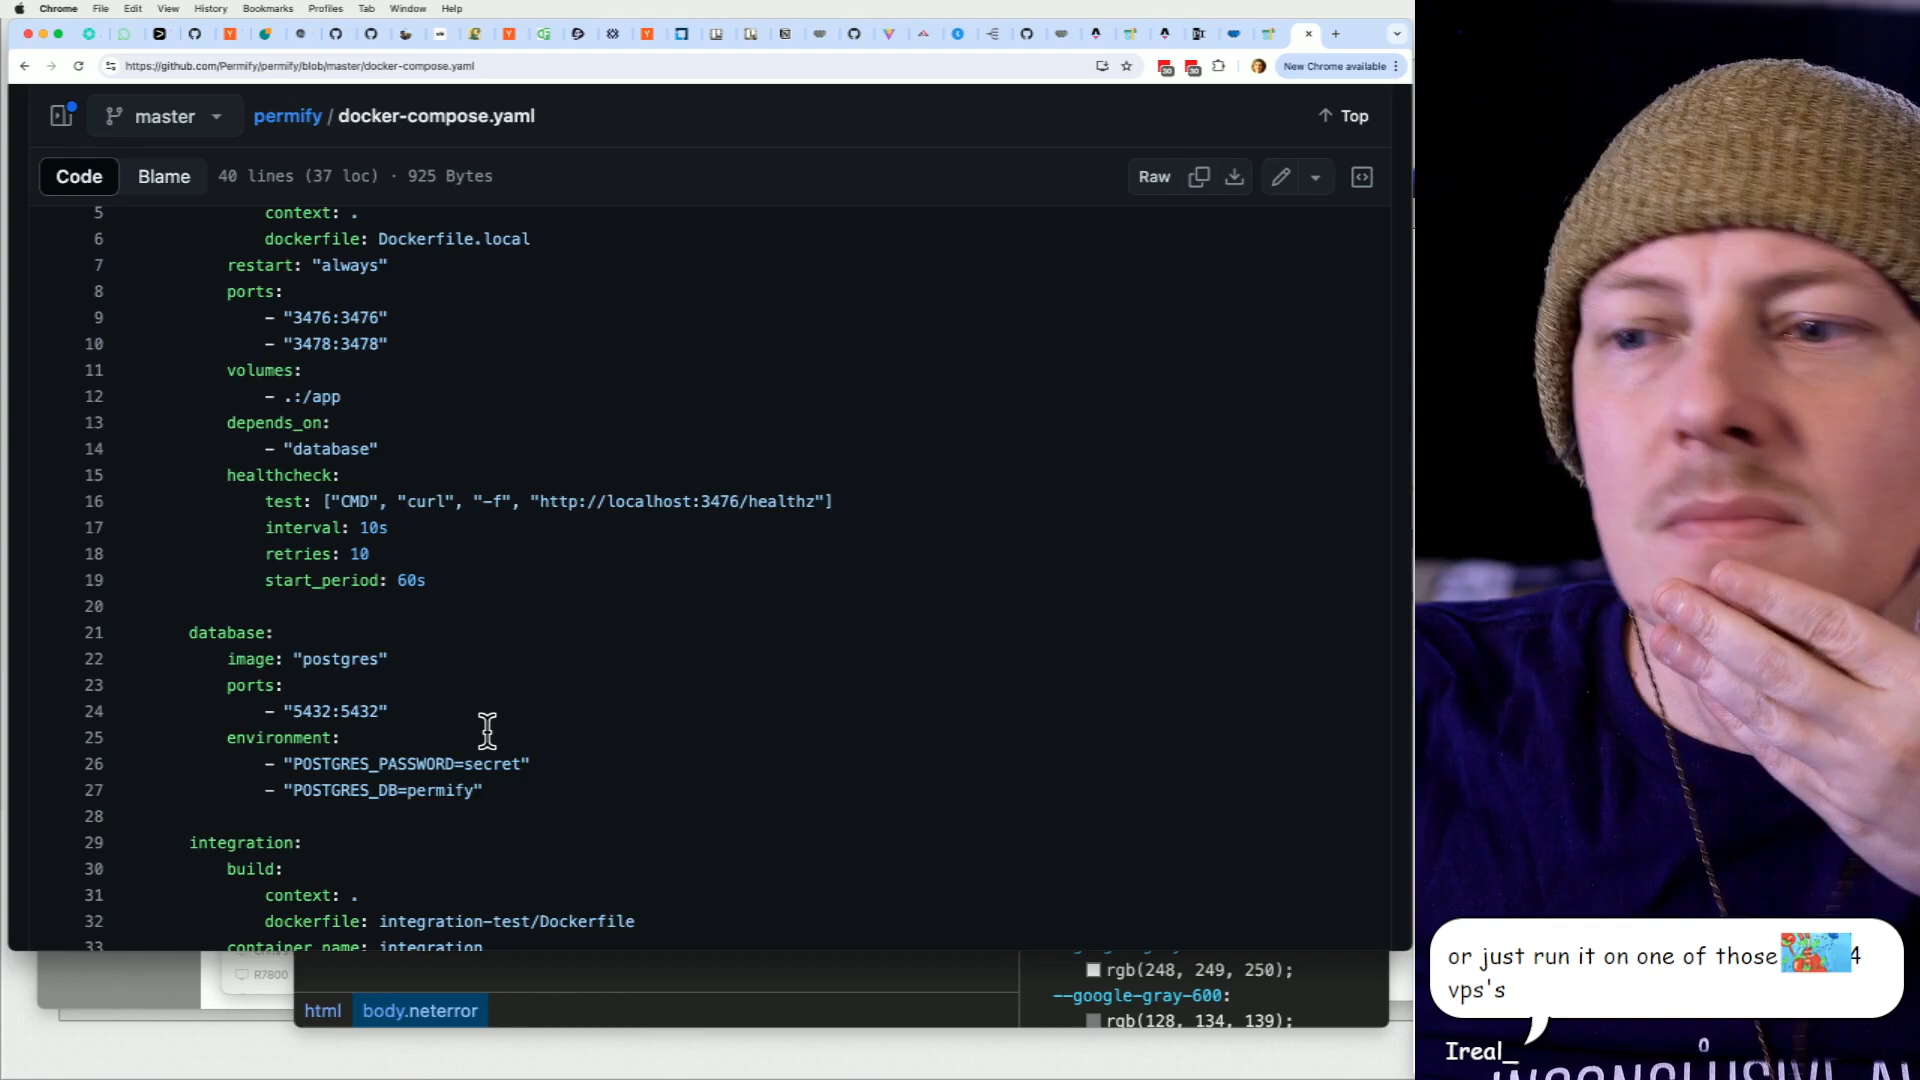 Chrome File Edit View History Bookmarks Profiles Tab Window Help
https://github.com/Permify/permify/blob/master/docker-compose.yaml
30 30
New Chrome available
master
permify / docker-compose.yaml
Top
Code Blame 40 lines (37 loc) · 925 Bytes
Raw
5 context: .
6 dockerfile: Dockerfile.local
7 restart: "always"
8 ports:
9 - "3476:3476"
10 - "3478:3478"
11 volumes:
12 - .:/app
13 depends_on:
14 - "database"
15 healthcheck:
16 test: ["CMD", "curl", "-f", "http://localhost:3476/healthz"]
17 interval: 10s
18 retries: 10
19 start_period: 60s
20
21 database:
22 image: "postgres"
23 ports:
24 - "5432:5432"
25 environment:
26 - "POSTGRES_PASSWORD=secret"
27 - "POSTGRES_DB=permify"
28
29 integration:
30 build:
31 context: .
32 dockerfile: integration-test/Dockerfile
33 container_name: integration
R7800
rgb(248, 249, 250);
--google-gray-600:
rgb(128, 134, 139);
html body.neterror
or just run it on one of those 4
vps's
Ireal_